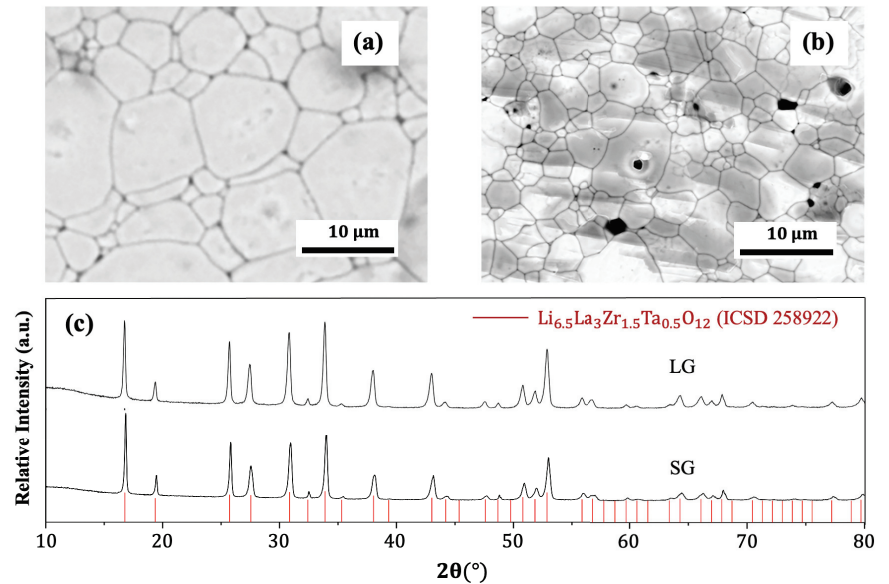 (a)
(b)
10 μm
10 μm
(c)
Li6.5La3Zr1.5Ta0.5O12 (ICSD 258922)
LG
SG
Relative Intensity (a.u.)
10 20 30 40 50 60 70 80
2θ(°)